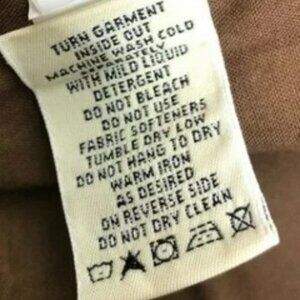 TURN GARMENT
INSIDE OUT
MACHINE WASH COLD
SEPARATELY
WITH MILD LIQUID
DETERGENT
DO NOT BLEACH
DO NOT USE
FABRIC SOFTENERS
TUMBLE DRY LOW
DO NOT HANG TO DRY
WARM IRON
AS DESIRED
ON REVERSE SIDE
DO NOT DRY CLEAN